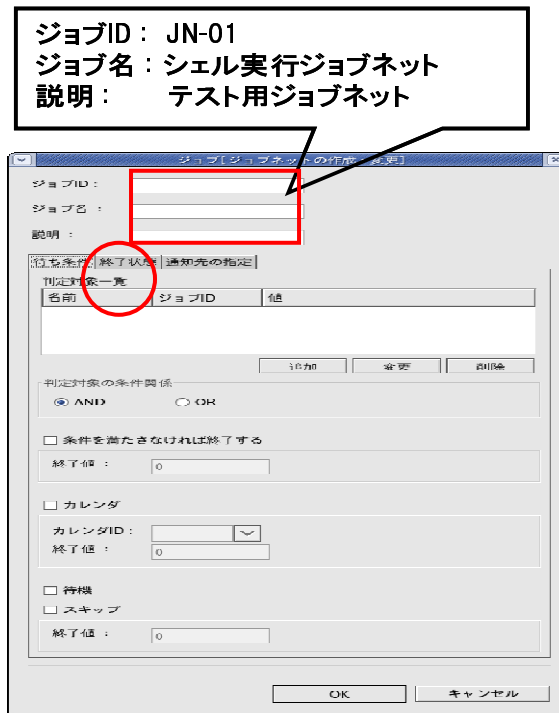 ジョブID： JN-01
ジョブ名：シェル実行ジョブネット
説明： テスト用ジョブネット
ジョブ[ジョブネットの作成・変更]
ジョブID：
ジョブ名：
説明：
待ち条件 終了状態 通知先の指定
判定対象一覧
名前 ジョブID 値
追加 変更 削除
判定対象の条件関係
AND OR
条件を満たさなければ終了する
終了値： 0
カレンダ
カレンダID：
終了値： 0
待機
スキップ
終了値： 0
OK キャンセル